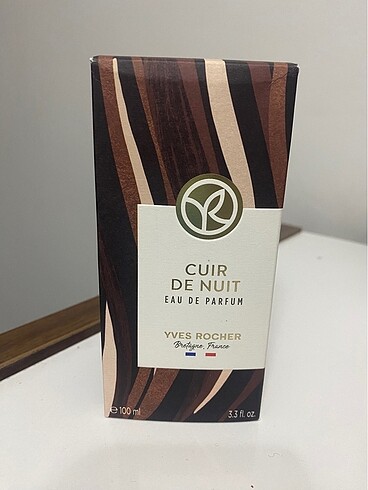 CUIR
DE NUIT
EAU DE PARFUM
YVES ROCHER
Bretagne, France
℮ 100 ml
3.3 fl. oz.